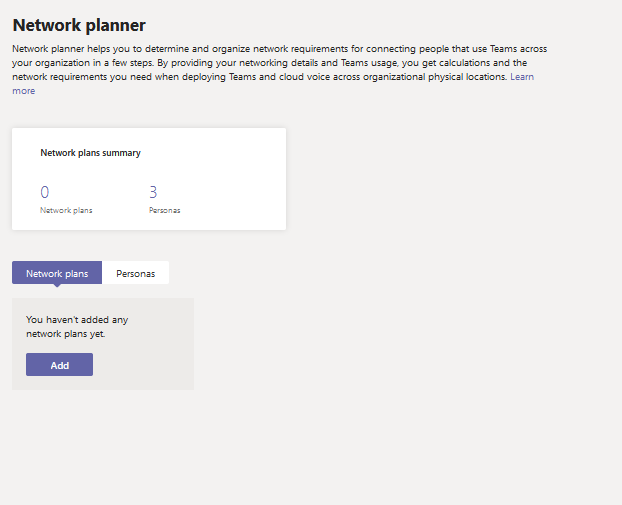 Network planner
Network planner helps you to determine and organize network requirements for connecting people that use Teams across
your organization in a few steps. By providing your networking details and Teams usage, you get calculations and the
network requirements you need when deploying Teams and cloud voice across organizational physical locations. Learn
more
Network plans summary
0 3
Network plans Personas
Network plans Personas
You haven't added any
network plans yet.
Add